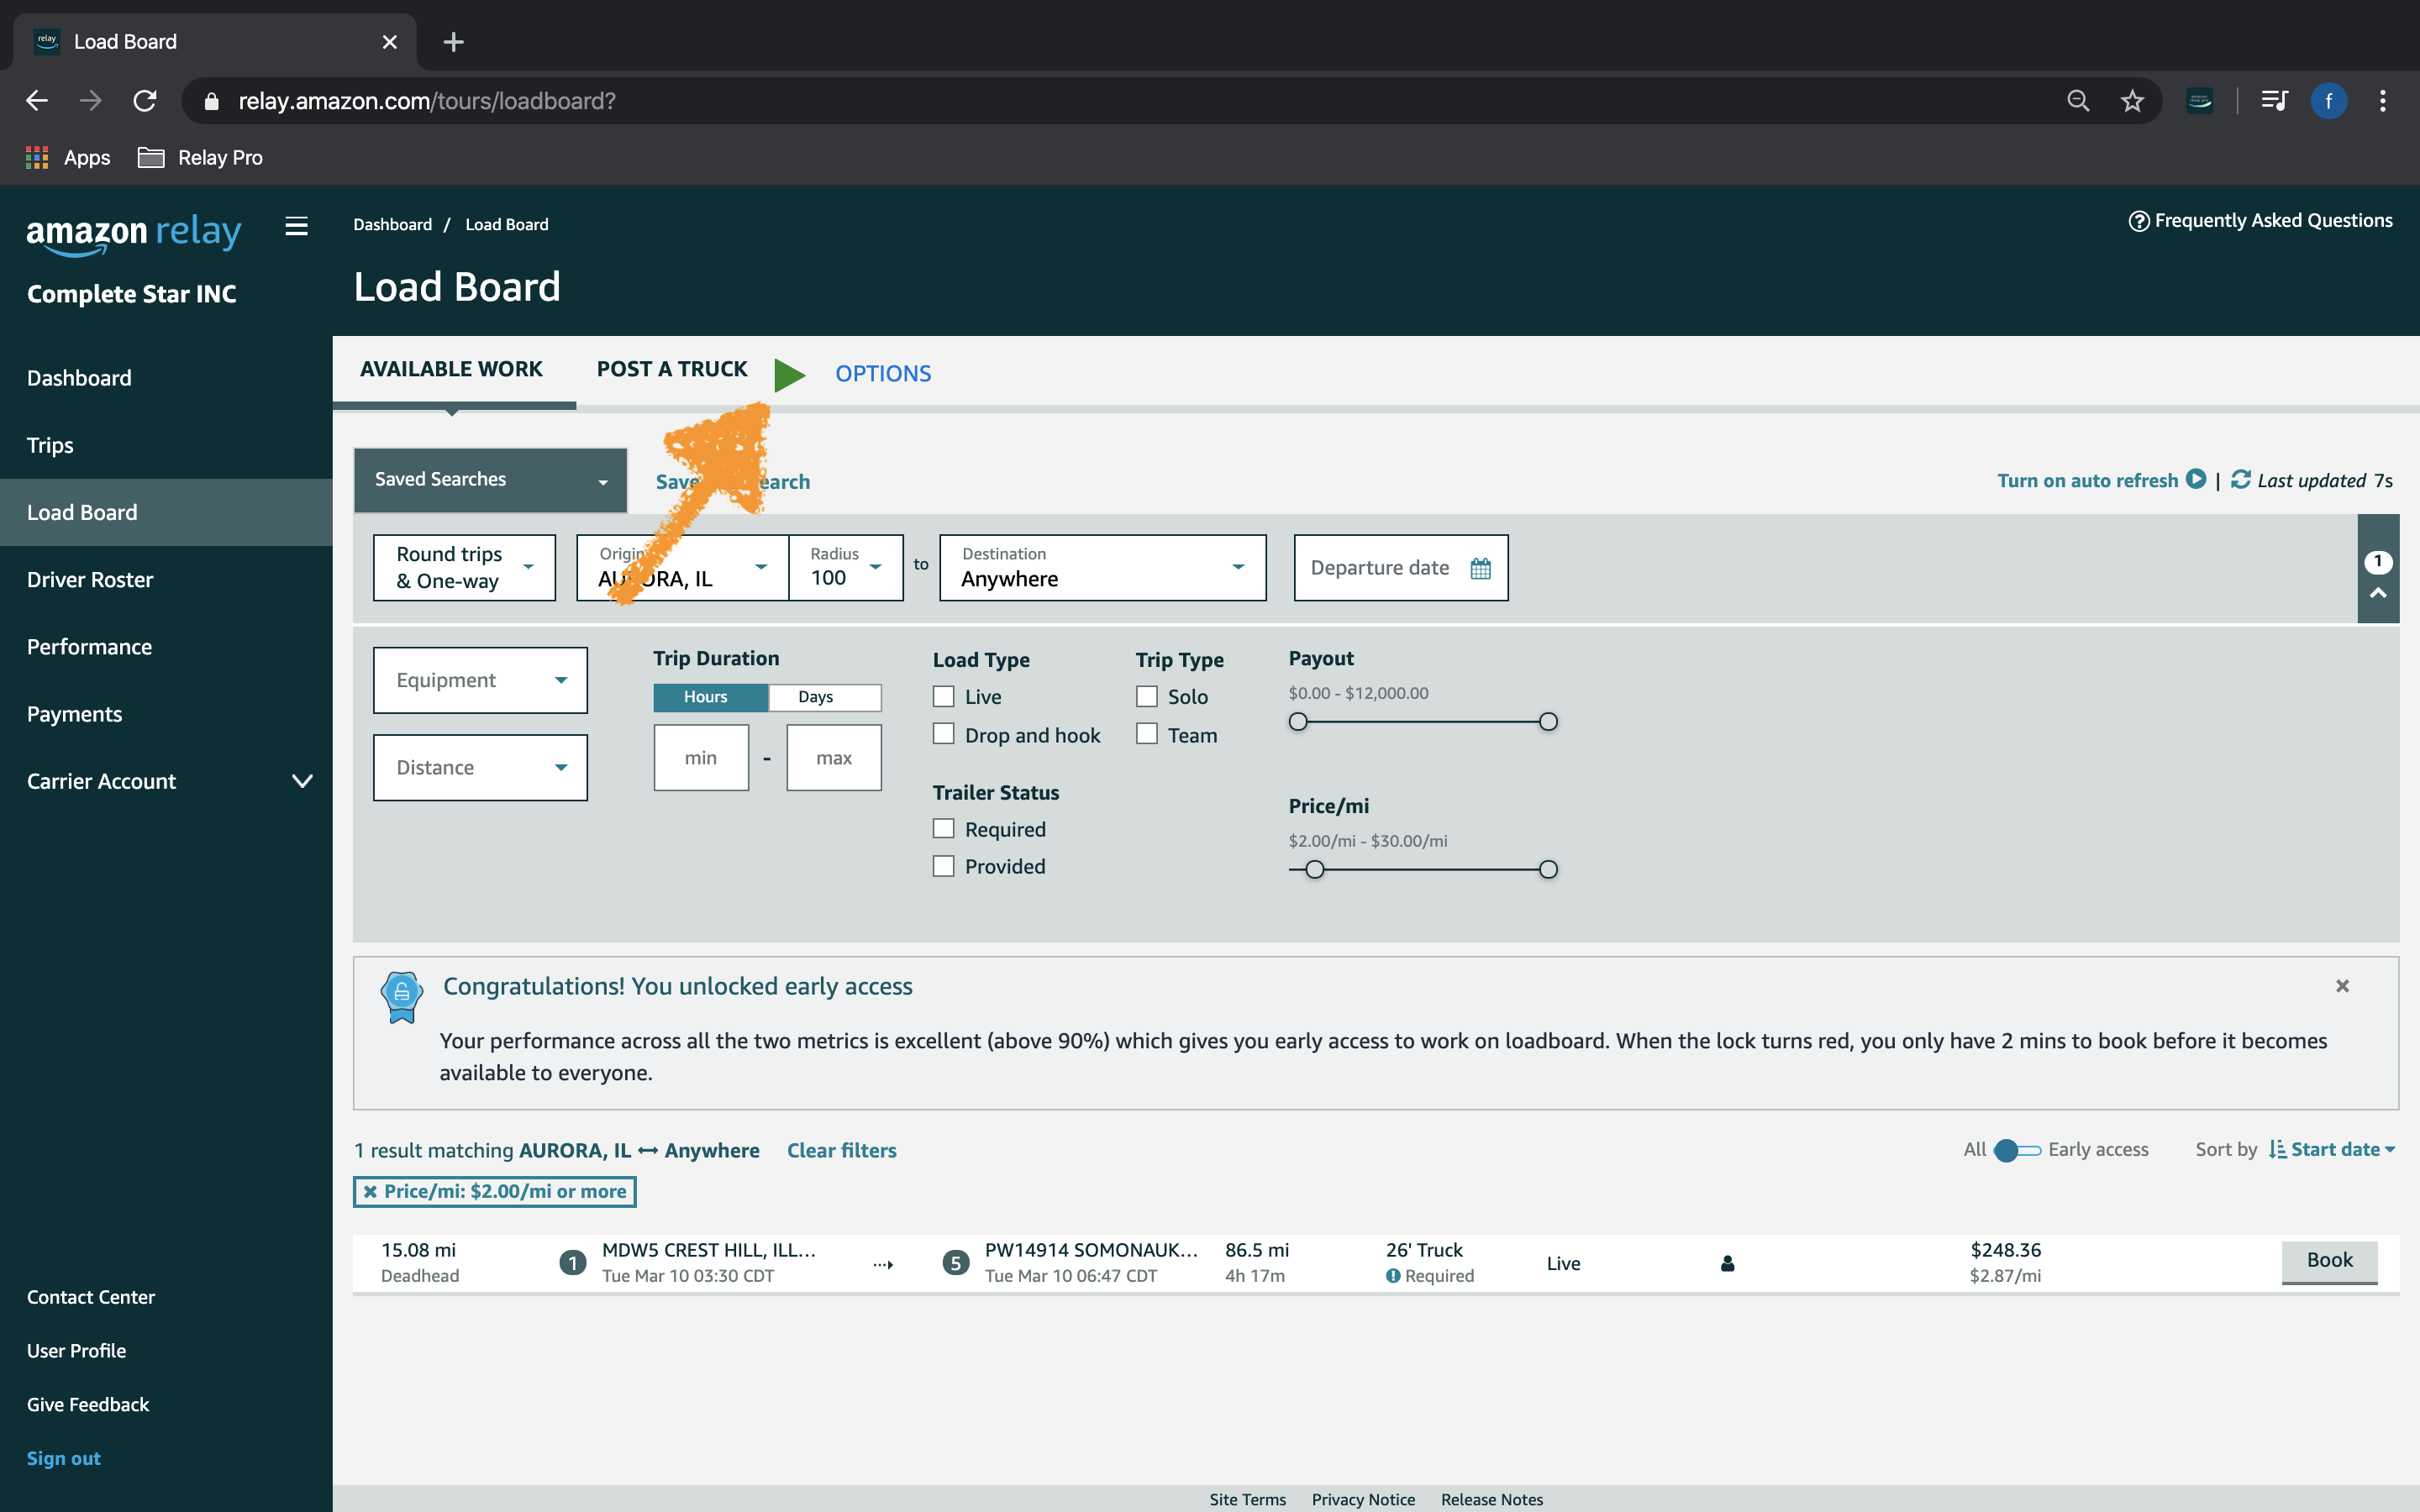 relay
Load Board
relay.amazon.com/tours/loadboard?
f
Apps
Relay Pro
amazon relay
Dashboard / Load Board
Frequently Asked Questions
Complete Star INC
Load Board
Dashboard
Trips
Load Board
Driver Roster
Performance
Payments
Carrier Account
Contact Center
User Profile
Give Feedback
Sign out
AVAILABLE WORK
POST A TRUCK
OPTIONS
Saved Searches
Turn on auto refresh | Last updated 7s
Round trips
& One-way
Origin
AURORA, IL
Radius
100
to
Destination
Anywhere
Departure date
1
Equipment
Distance
Trip Duration
Hours Days
min - max
Load Type
Live
Drop and hook
Trailer Status
Required
Provided
Trip Type
Solo
Team
Payout
$0.00 - $12,000.00
Price/mi
$2.00/mi - $30.00/mi
Congratulations! You unlocked early access
Your performance across all the two metrics is excellent (above 90%) which gives you early access to work on loadboard. When the lock turns red, you only have 2 mins to book before it becomes
available to everyone.
1 result matching AURORA, IL Anywhere Clear filters
All Early access
Sort by Start date
Price/mi: $2.00/mi or more
15.08 mi
Deadhead
1
MDW5 CREST HILL, ILL...
Tue Mar 10 03:30 CDT
5
PW14914 SOMONAUK...
Tue Mar 10 06:47 CDT
86.5 mi
4h 17m
26' Truck
Required
Live
$248.36
$2.87/mi
Book
Site Terms Privacy Notice Release Notes